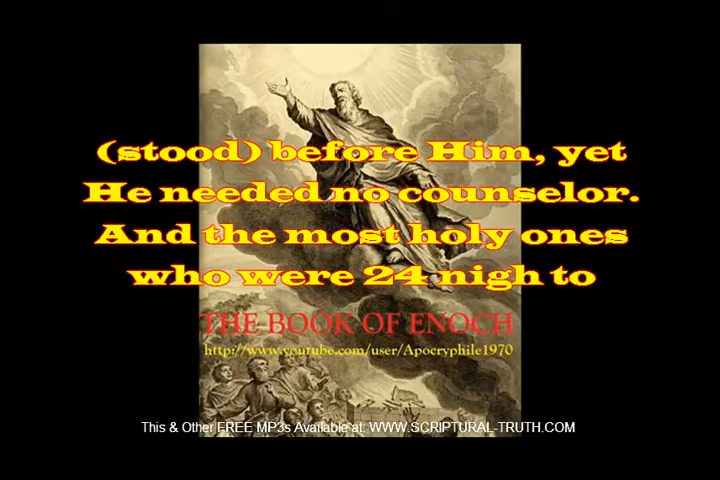 (stood) before Him, yet
He needed no counselor.
And the most holy ones
who were 24 nigh to
THE BOOK OF ENOCH
http://www.youtube.com/user/Apocryphile1970
This & Other FREE MP3s Available at: WWW.SCRIPTURAL-TRUTH.COM